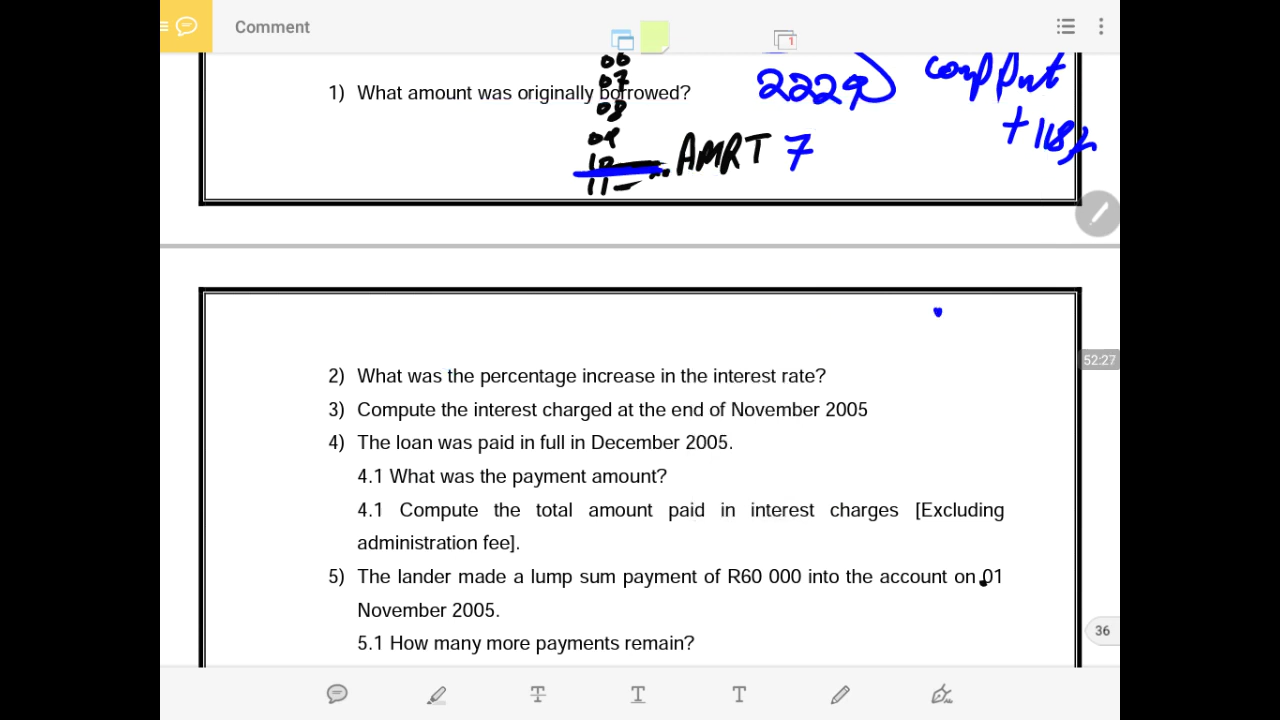 Comment
1
06
07
08
09
10
11
1) What amount was originally borrowed?
AMRT 7
2) What was the percentage increase in the interest rate?
3) Compute the interest charged at the end of November 2005
4) The loan was paid in full in December 2005.
4.1 What was the payment amount?
4.1 Compute the total amount paid in interest charges [Excluding
administration fee].
5) The lander made a lump sum payment of R60 000 into the account on 01
November 2005.
5.1 How many more payments remain?
52:27
36